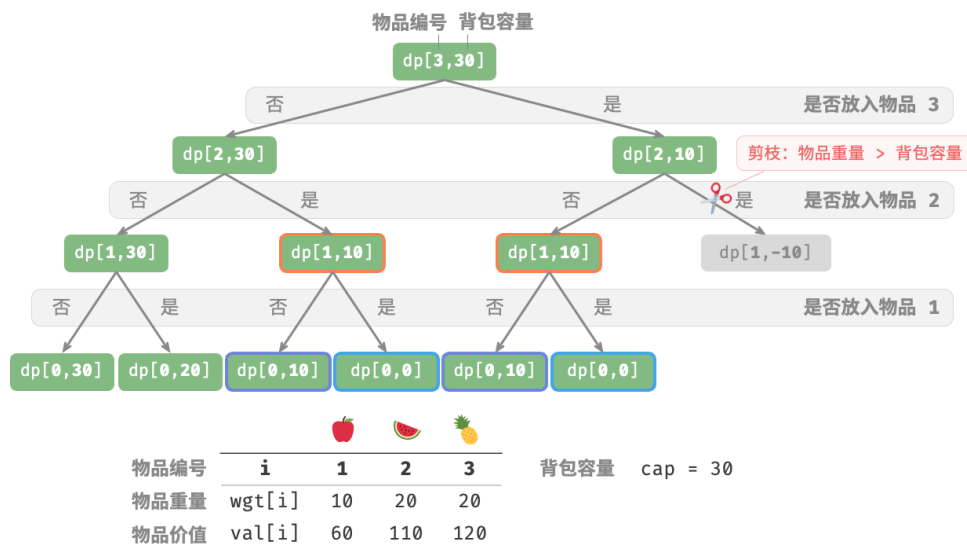 物品编号 背包容量
dp[3,30]
否 是 是否放入物品 3
dp[2,30] dp[2,10] 剪枝：物品重量 > 背包容量
否 是 否 是 是否放入物品 2
dp[1,30] dp[1,10] dp[1,10] dp[1,-10]
否 是 否 是 否 是 是否放入物品 1
dp[0,30] dp[0,20] dp[0,10] dp[0,0] dp[0,10] dp[0,0]
物品编号 i 1 2 3 背包容量 cap = 30
物品重量 wgt[i] 10 20 20
物品价值 val[i] 60 110 120